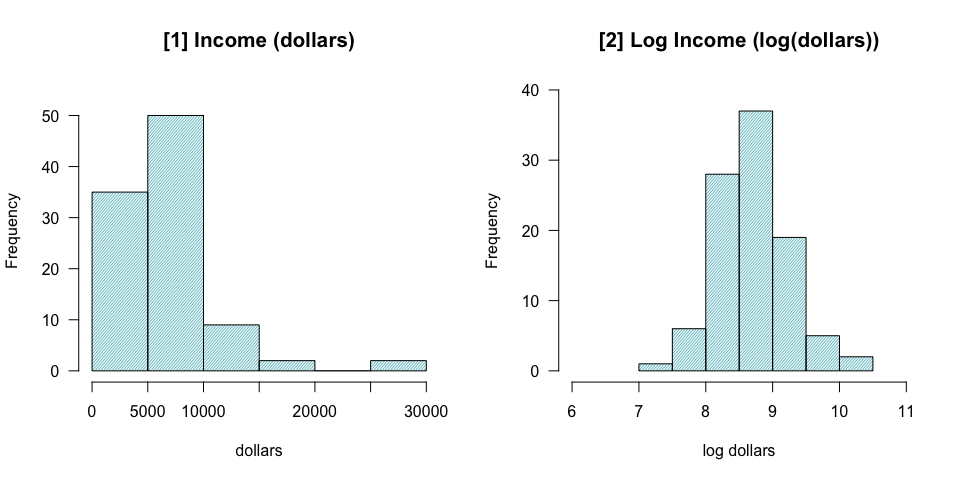 [1] Income (dollars)
Frequency
50
40
30
20
10
0
0 5000 10000 20000 30000
dollars
[2] Log Income (log(dollars))
Frequency
40
30
20
10
0
6 7 8 9 10 11
log dollars